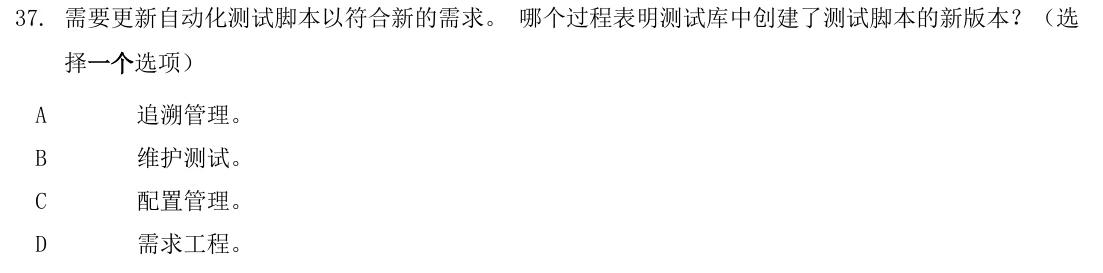 37. 需要更新自动化测试脚本以符合新的需求。 哪个过程表明测试库中创建了测试脚本的新版本？（选
择一个选项）
A 追溯管理。
B 维护测试。
C 配置管理。
D 需求工程。